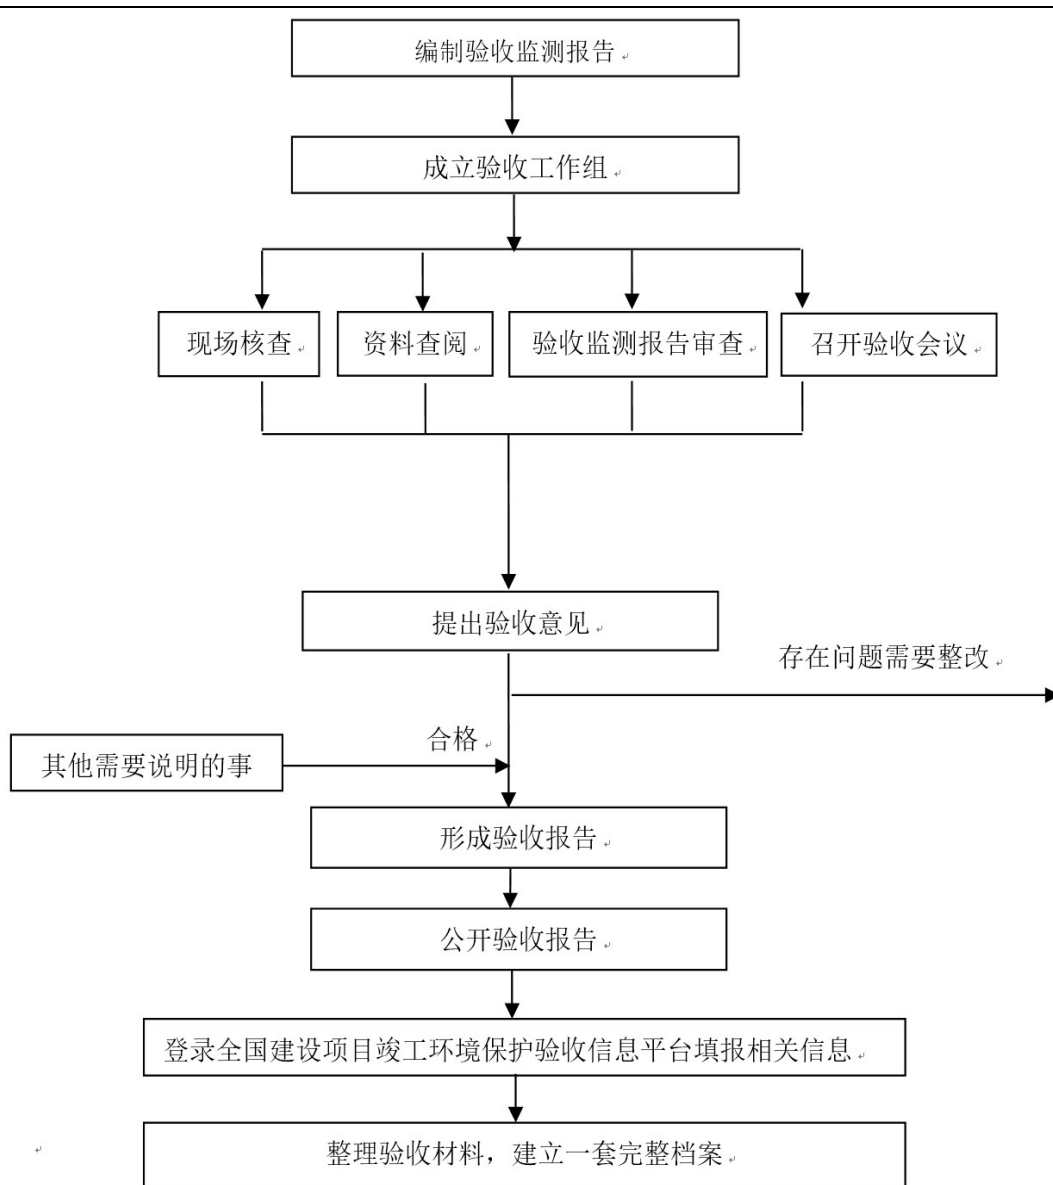 编制验收监测报告
成立验收工作组
现场核查
资料查阅
验收监测报告审查
召开验收会议
提出验收意见
存在问题需要整改
合格
其他需要说明的事
形成验收报告
公开验收报告
登录全国建设项目竣工环境保护验收信息平台填报相关信息
整理验收材料，建立一套完整档案